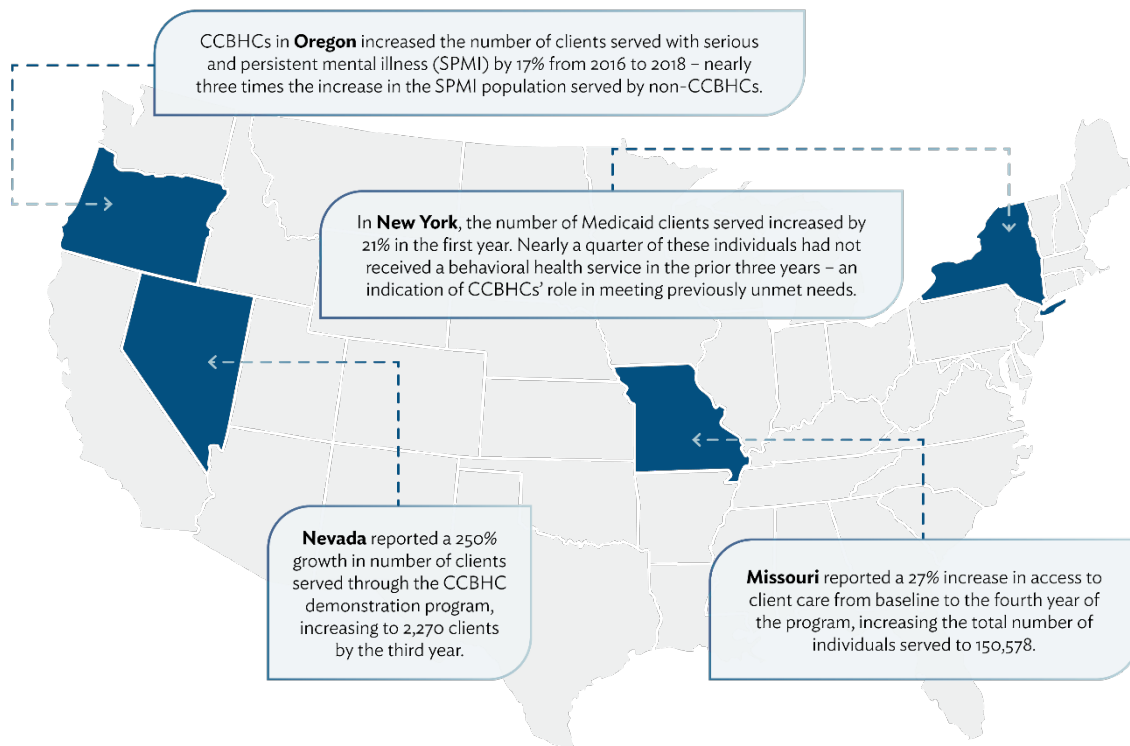 CCBHCs in Oregon increased the number of clients served with serious
and persistent mental illness (SPMI) by 17% from 2016 to 2018 – nearly
three times the increase in the SPMI population served by non-CCBHCs.
In New York, the number of Medicaid clients served increased by
21% in the first year. Nearly a quarter of these individuals had not
received a behavioral health service in the prior three years – an
indication of CCBHCs’ role in meeting previously unmet needs.
Nevada reported a 250%
growth in number of clients
served through the CCBHC
demonstration program,
increasing to 2,270 clients
by the third year.
Missouri reported a 27% increase in access to
client care from baseline to the fourth year of
the program, increasing the total number of
individuals served to 150,578.